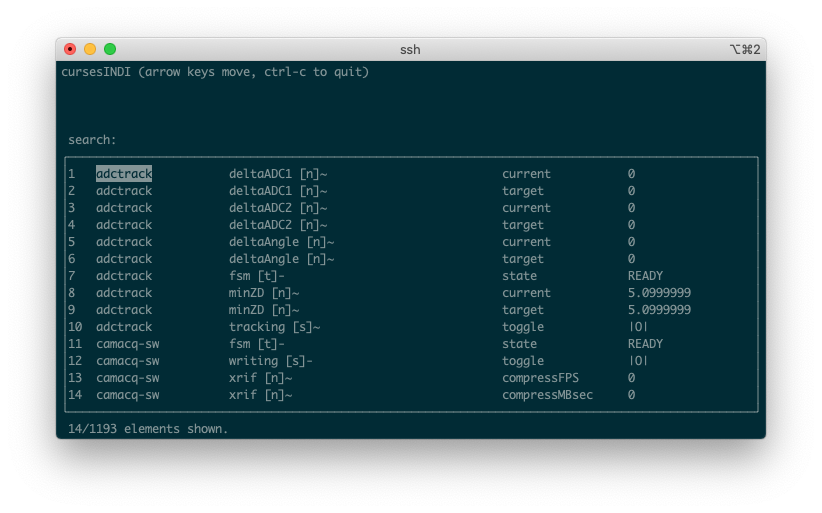 ssh ⌥⌘2
cursesINDI (arrow keys move, ctrl-c to quit)
search:
1 adctrack deltaADC1 [n]~ current 0
2 adctrack deltaADC1 [n]~ target 0
3 adctrack deltaADC2 [n]~ current 0
4 adctrack deltaADC2 [n]~ target 0
5 adctrack deltaAngle [n]~ current 0
6 adctrack deltaAngle [n]~ target 0
7 adctrack fsm [t]- state READY
8 adctrack minZD [n]~ current 5.0999999
9 adctrack minZD [n]~ target 5.0999999
10 adctrack tracking [s]~ toggle |O|
11 camacq-sw fsm [t]- state READY
12 camacq-sw writing [s]- toggle |O|
13 camacq-sw xrif [n]~ compressFPS 0
14 camacq-sw xrif [n]~ compressMBsec 0
14/1193 elements shown.